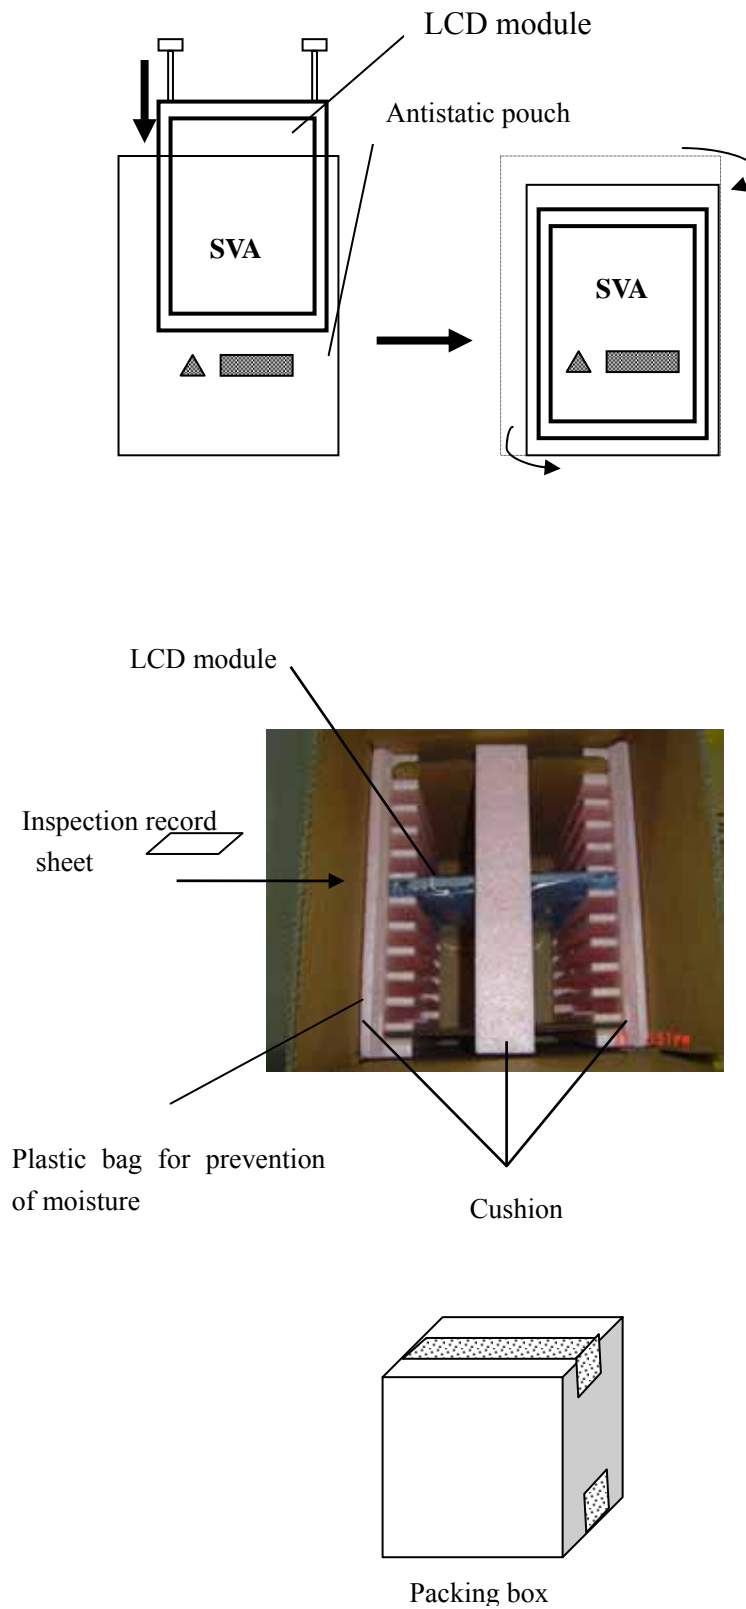 LCD module
Antistatic pouch
SVA
SVA
LCD module
Inspection record
sheet
Plastic bag for prevention
of moisture
Cushion
Packing box